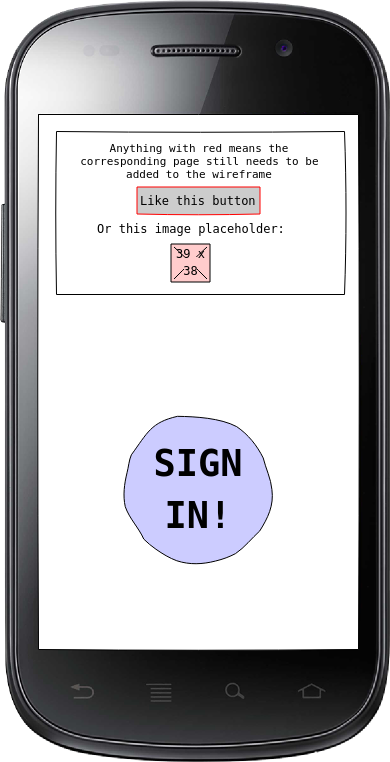 Anything with red means the
corresponding page still needs to be
added to the wireframe
Like this button
Or this image placeholder:
39 x
38
SIGN
IN!